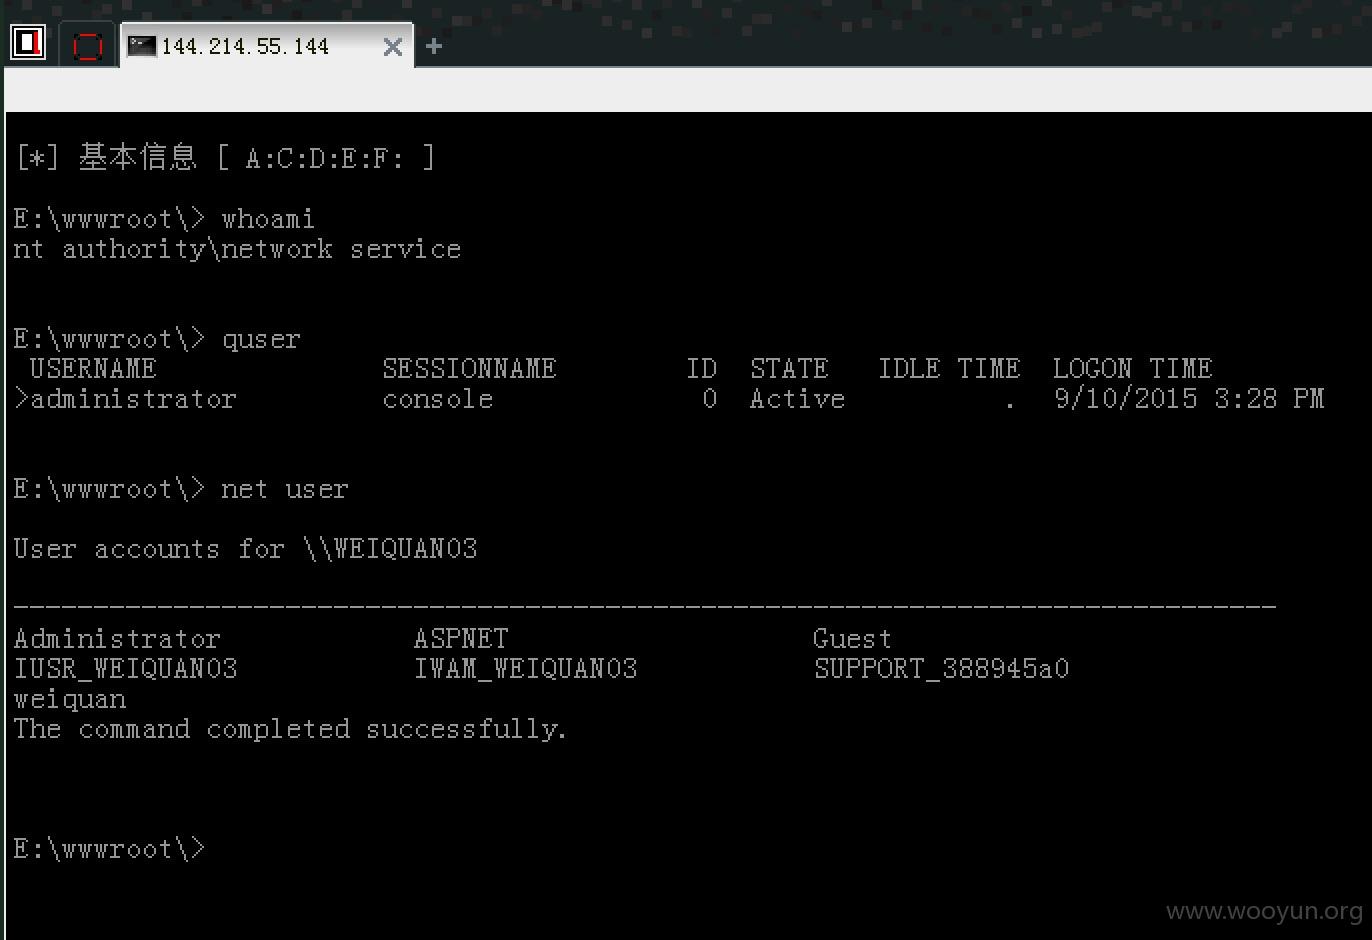 144.214.55.144
[*] 基本信息 [ A:C:D:E:F: ]
E:\wwwroot\> whoami
nt authority\network service
E:\wwwroot\> quser
USERNAME SESSIONNAME ID STATE IDLE TIME LOGON TIME
>administrator console 0 Active . 9/10/2015 3:28 PM
E:\wwwroot\> net user
User accounts for \\WEIQUAN03
-------------------------------------------------------------------------------
Administrator ASPNET Guest
IUSR_WEIQUAN03 IWAM_WEIQUAN03 SUPPORT_388945a0
weiquan
The command completed successfully.
E:\wwwroot\>
www.wooyun.org